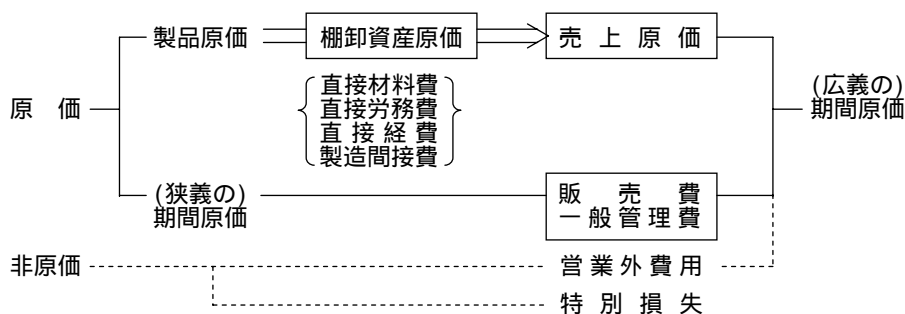 製品原価
棚卸資産原価
売上原価
直接材料費
直接労務費
直接経費
製造間接費
原価
(広義の)
期間原価
(狭義の)
期間原価
販売費
一般管理費
非原価
営業外費用
特別損失